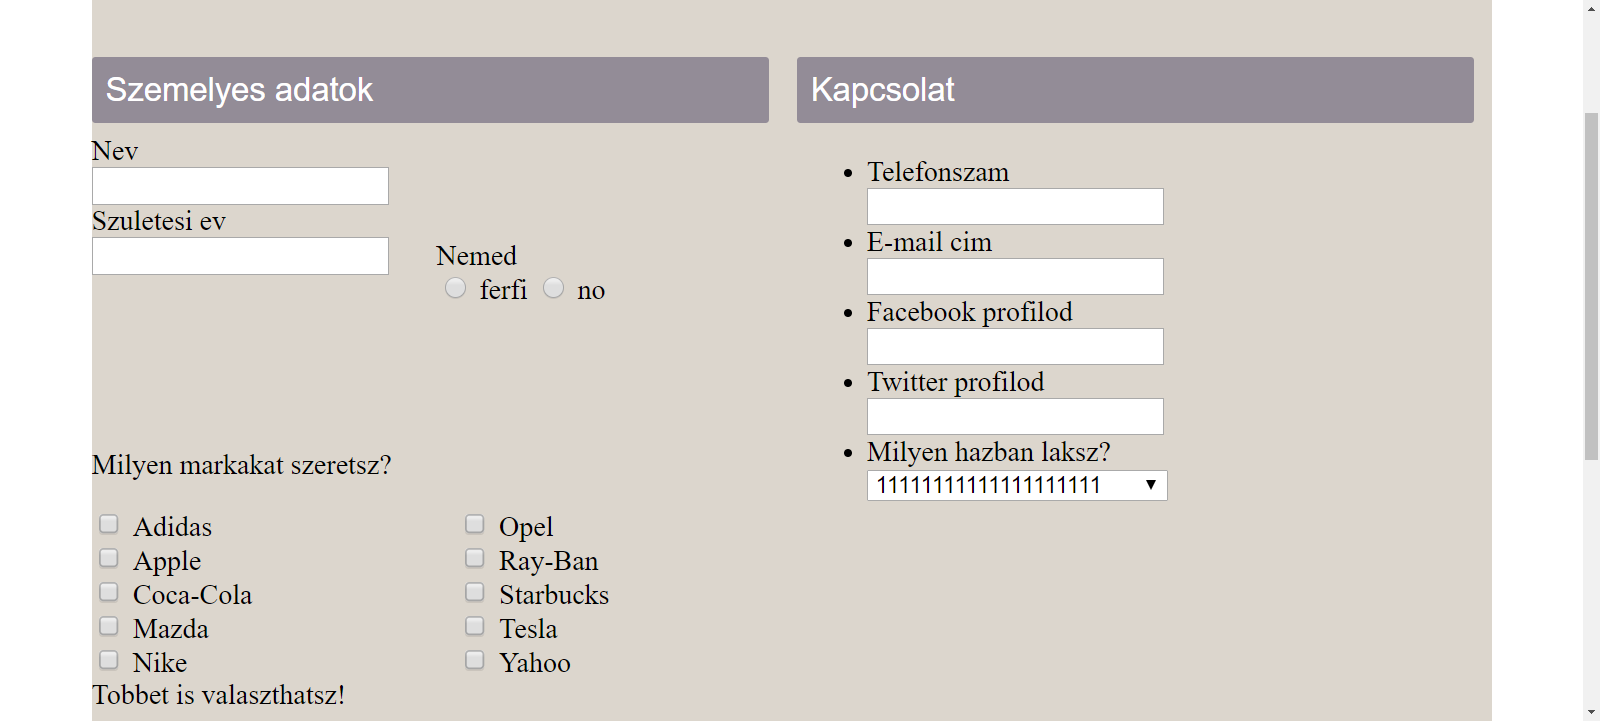 Szemelyes adatok
Nev
Szuletesi ev
Nemed
ferfi no
Milyen markakat szeretsz?
Adidas
Apple
Coca-Cola
Mazda
Nike
Opel
Ray-Ban
Starbucks
Tesla
Yahoo
Tobbet is valaszthatsz!
Kapcsolat
Telefonszam
E-mail cim
Facebook profilod
Twitter profilod
Milyen hazban laksz?
11111111111111111111